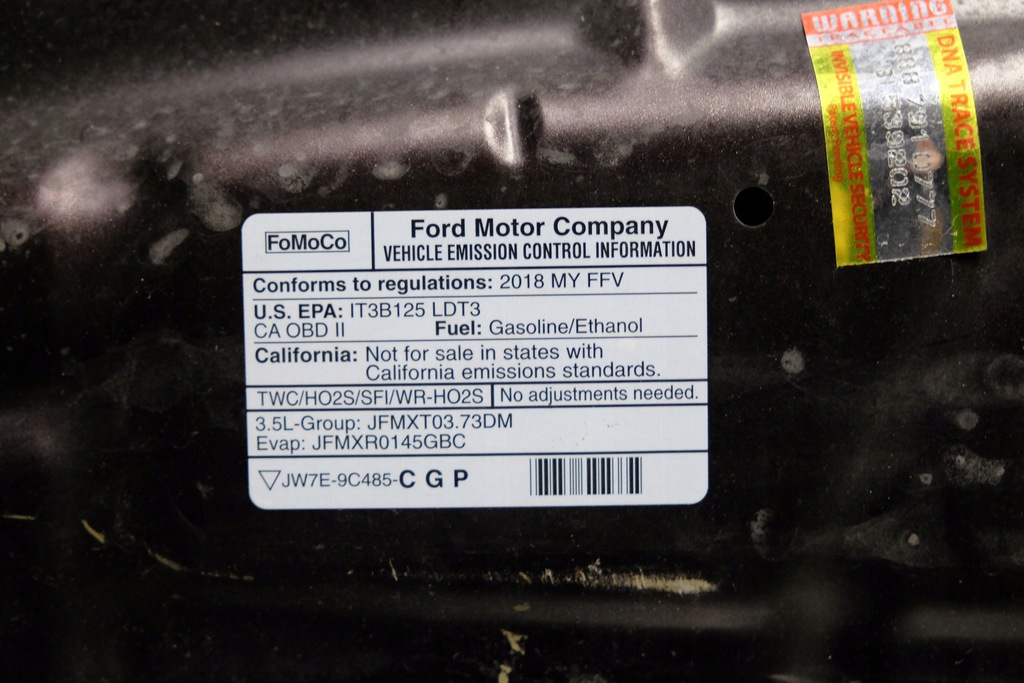 FoMoCo
Ford Motor Company
VEHICLE EMISSION CONTROL INFORMATION
Conforms to regulations: 2018 MY FFV
U.S. EPA: IT3B125 LDT3
CA OBD II Fuel: Gasoline/Ethanol
California: Not for sale in states with
California emissions standards.
TWC/HO2S/SFI/WR-HO2S
No adjustments needed.
3.5L-Group: JFMXT03.73DM
Evap: JFMXR0145GBC
JW7E-9C485-C G P
WARNING
TRACEABLE
DNA TRACE SYSTEM
INVISIBLE VEHICLE SECURITY